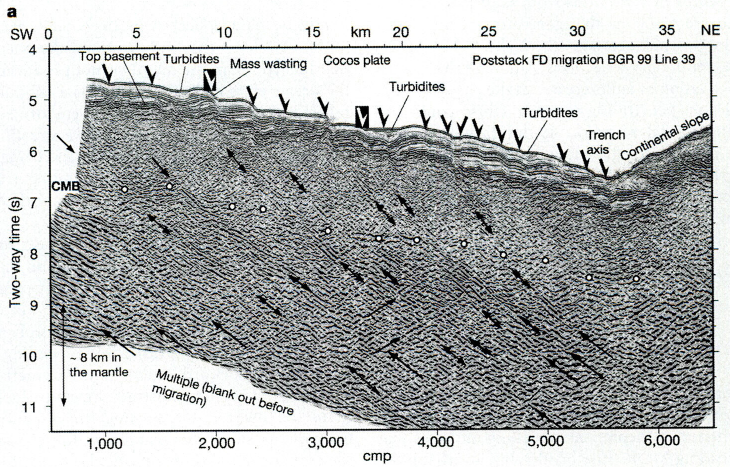 a
SW 0 5 10 15 km 20 25 30 35 NE
4
Top basement Turbidites Mass wasting Cocos plate Poststack FD migration BGR 99 Line 39
Turbidites
5
Turbidites
Trench
axis
Continental slope
6
CMB
7
Two-way time (s)
8
9
~ 8 km in
the mantle
10
Multiple (blank out before
migration)
11
1,000 2,000 3,000 4,000 5,000 6,000
cmp